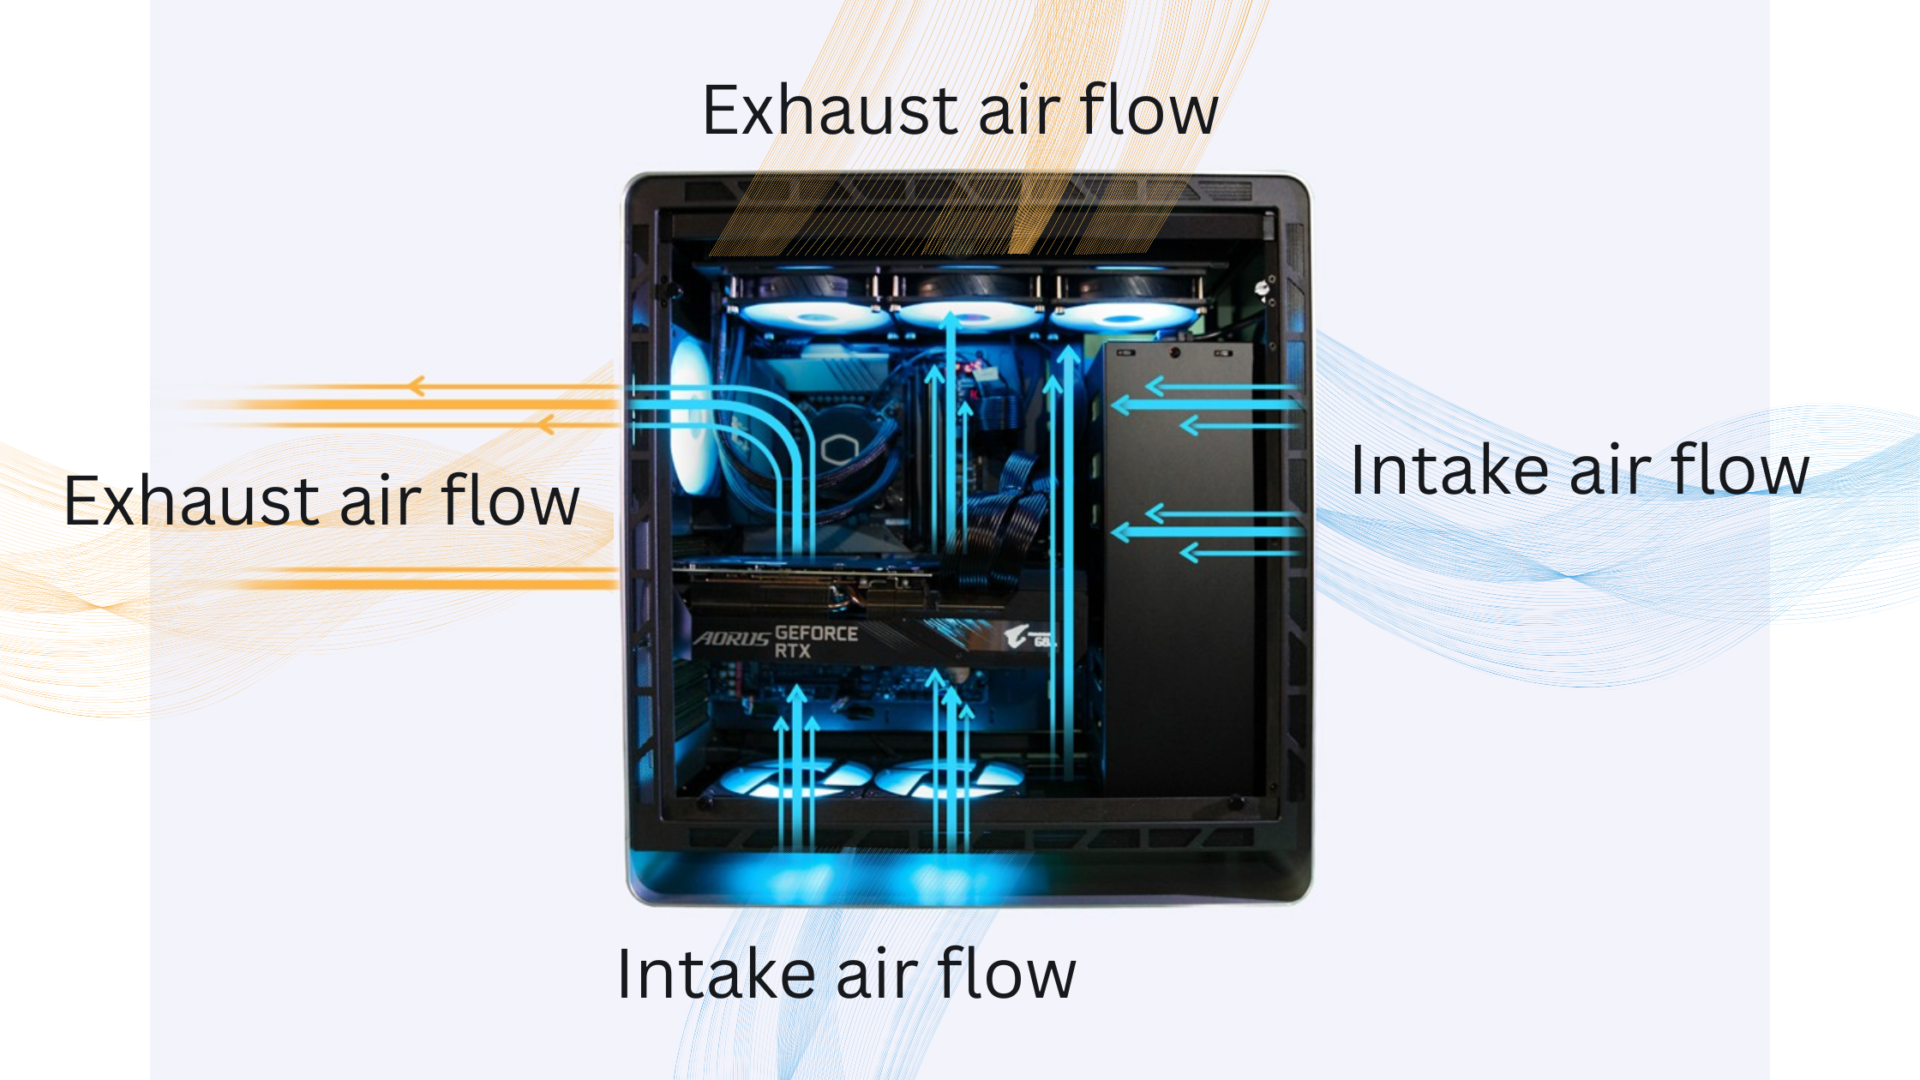 Exhaust air flow
Exhaust air flow
Intake air flow
AORUS GEFORCE
RTX
Intake air flow